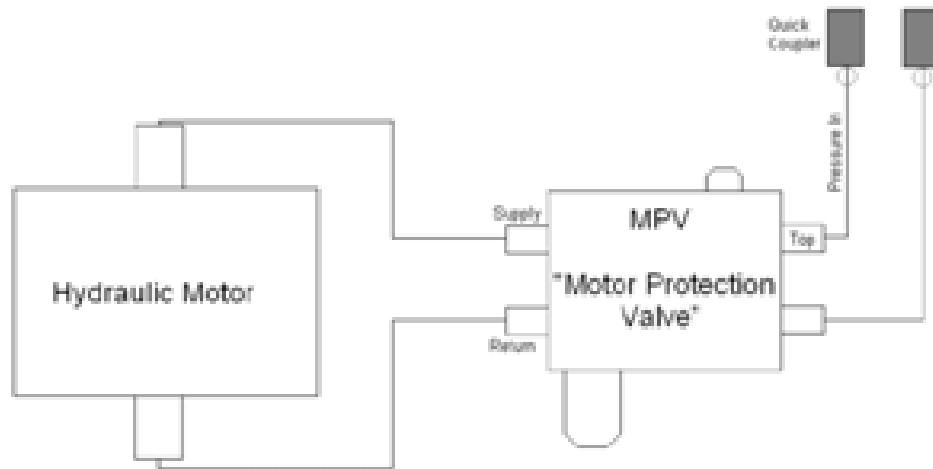 Quick
Coupler
Pressure In
Supply
MPV
Top
Hydraulic Motor
"Motor Protection
Valve"
Return